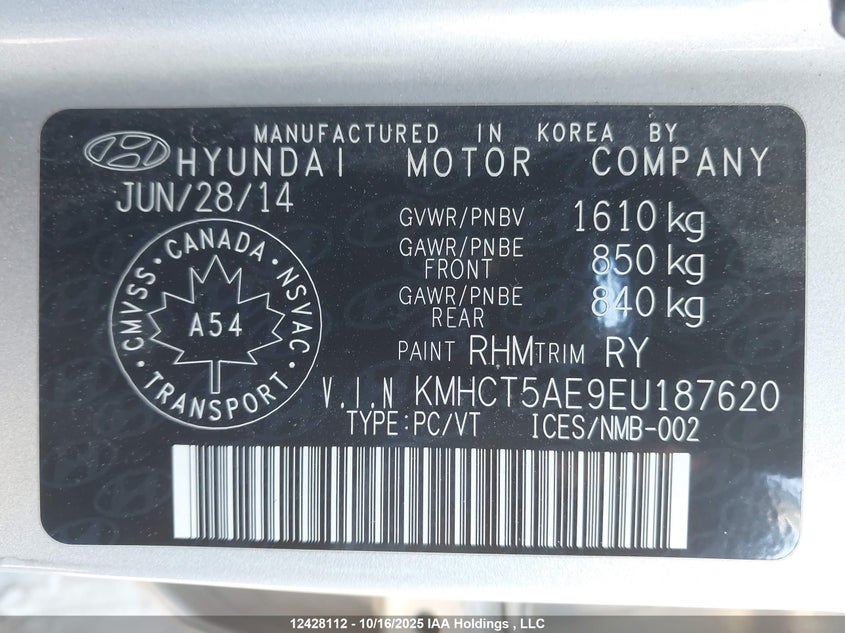 MANUFACTURED IN KOREA BY
HYUNDAI MOTOR COMPANY
JUN/28/14
GVWR/PNBV 1610 kg
GAWR/PNBE FRONT 850 kg
GAWR/PNBE REAR 840 kg
PAINT RHM TRIM RY
CMVSS • CANADA • NSVAC • TRANSPORT •
A54
V.I.N KMHCT5AE9EU187620
TYPE:PC/VT ICES/NMB-002
12428112 - 10/16/2025 IAA Holdings , LLC